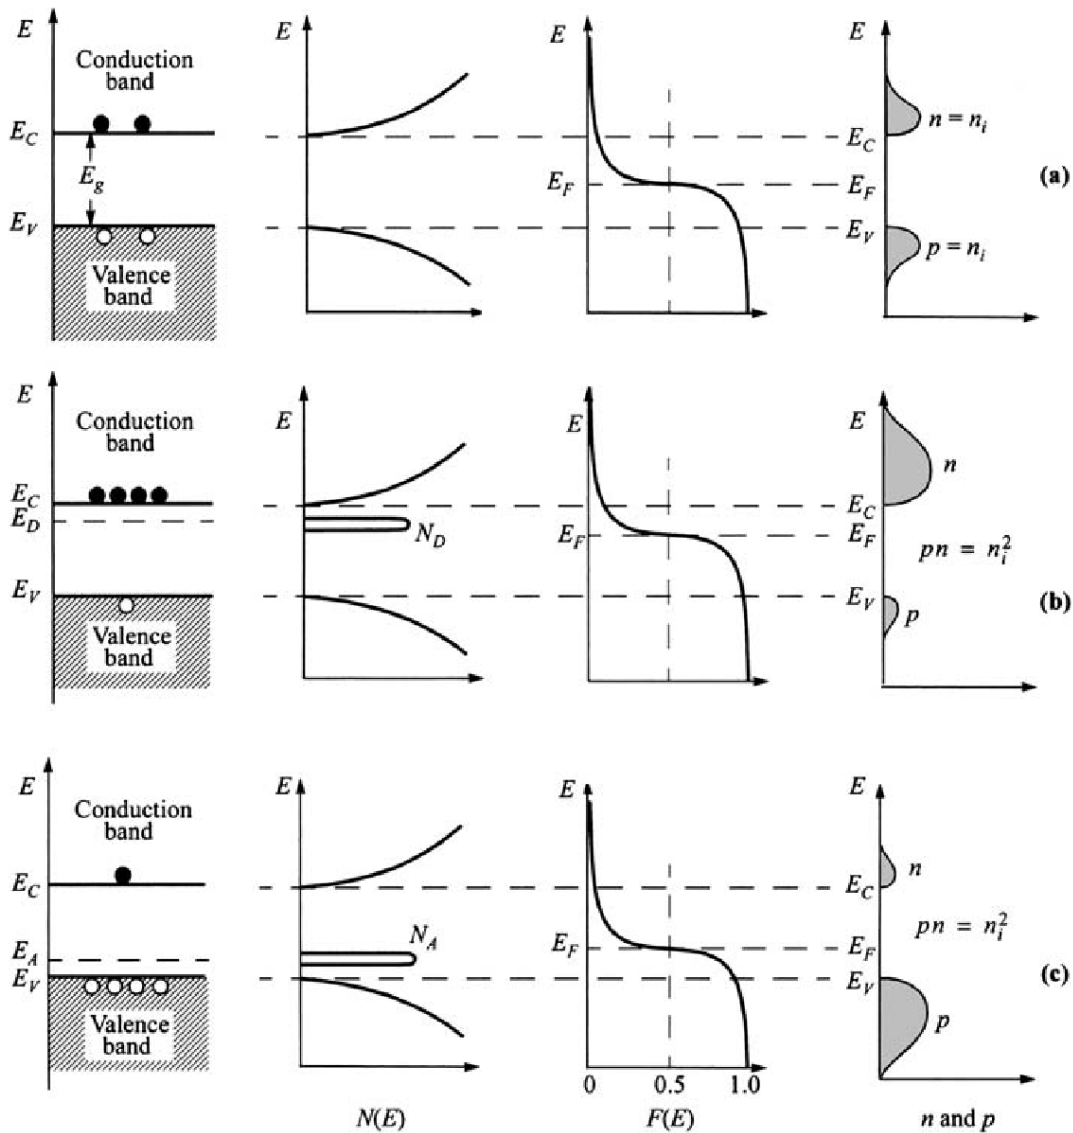 E
Conduction
band
E_C
E_g
E_V
Valence
band
E
E
E_F
E
E_C
E_F
E_V
n = n_i
p = n_i
(a)
E
Conduction
band
E_C
E_D
E_V
Valence
band
E
N_D
E
E_F
E
E_C
E_F
E_V
n
pn = n_i^2
p
(b)
E
Conduction
band
E_C
E_A
E_V
Valence
band
E
N_A
E
E_F
0 0.5 1.0
E
E_C
E_F
E_V
n
pn = n_i^2
p
(c)
N(E)
F(E)
n and p